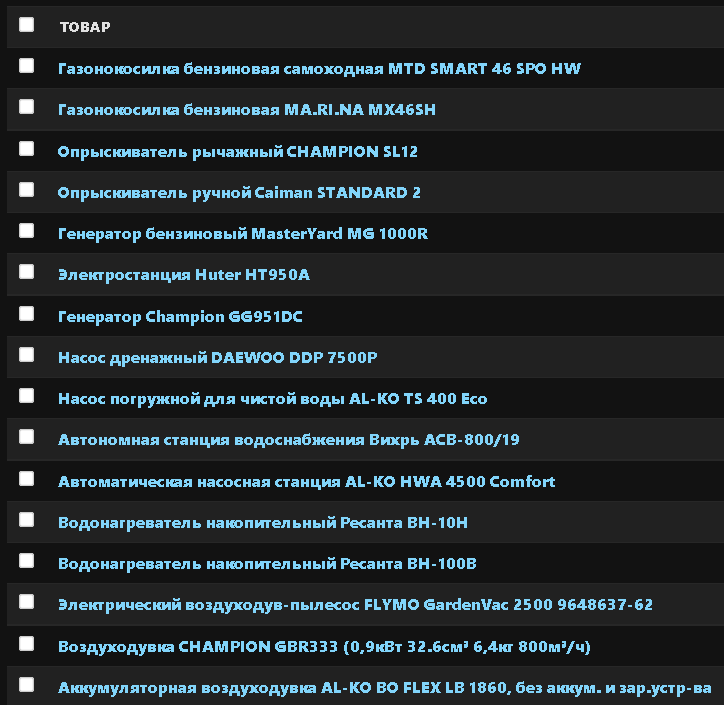 ТОВАР
Газонокосилка бензиновая самоходная MTD SMART 46 SPO HW
Газонокосилка бензиновая MA.RI.NA MX46SH
Опрыскиватель рычажный CHAMPION SL12
Опрыскиватель ручной Caiman STANDARD 2
Генератор бензиновый MasterYard MG 1000R
Электростанция Huter HT950A
Генератор Champion GG951DC
Насос дренажный DAEWOO DDP 7500P
Насос погружной для чистой воды AL-KO TS 400 Eco
Автономная станция водоснабжения Вихрь АСВ-800/19
Автоматическая насосная станция AL-KO HWA 4500 Comfort
Водонагреватель накопительный Ресанта ВН-10Н
Водонагреватель накопительный Ресанта ВН-100В
Электрический воздуходув-пылесос FLYMO GardenVac 2500 9648637-62
Воздуходувка CHAMPION GBR333 (0,9кВт 32.6см³ 6,4кг 800м³/ч)
Аккумуляторная воздуходувка AL-KO BO FLEX LB 1860, без аккум. и зар.устр-ва